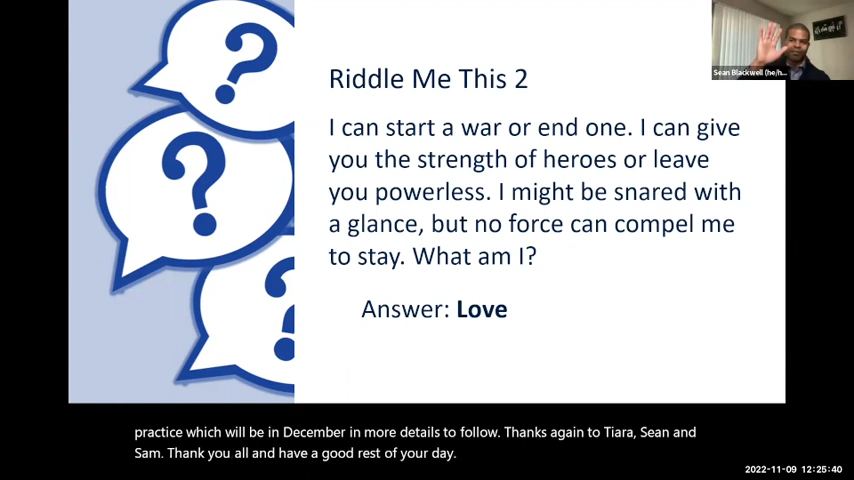 Sean Blackwell (he/h...
Riddle Me This 2
I can start a war or end one. I can give
you the strength of heroes or leave
you powerless. I might be snared with
a glance, but no force can compel me
to stay. What am I?
Answer: Love
practice which will be in December in more details to follow. Thanks again to Tiara, Sean and
Sam. Thank you all and have a good rest of your day.
2022-11-09 12:25:40